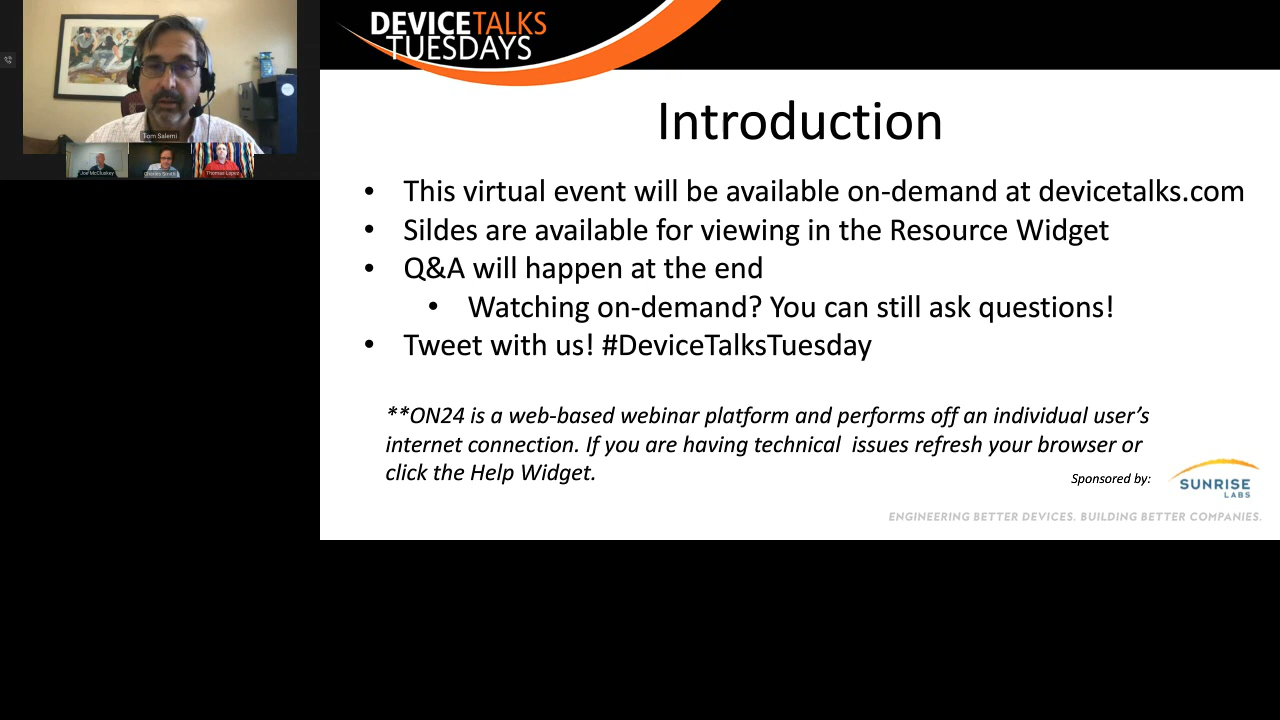 DEVICETALKS
TUESDAYS
Tom Salemi
Joe McCluskey
Charles Smith
Thomas Lopez
Introduction
• This virtual event will be available on-demand at devicetalks.com
• Sildes are available for viewing in the Resource Widget
• Q&A will happen at the end
• Watching on-demand? You can still ask questions!
• Tweet with us! #DeviceTalksTuesday
**ON24 is a web-based webinar platform and performs off an individual user's
internet connection. If you are having technical  issues refresh your browser or
click the Help Widget.
Sponsored by:
SUNRISE
LABS
ENGINEERING BETTER DEVICES. BUILDING BETTER COMPANIES.